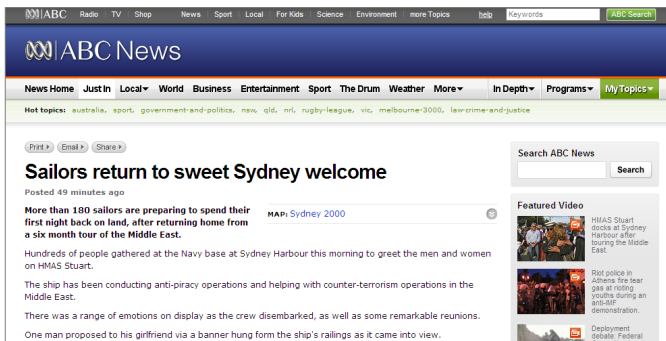 ABC Radio TV Shop News Sport Local For Kids Science Environment more Topics help Keywords ABC Search
ABC News
News Home Just In Local World Business Entertainment Sport The Drum Weather More In Depth Programs My Topics
Hot topics: australia, sport, government-and-politics, nsw, qld, nrl, rugby-league, vic, melbourne-3000, law-crime-and-justice
Print Email Share
Sailors return to sweet Sydney welcome
Posted 49 minutes ago
More than 180 sailors are preparing to spend their
first night back on land, after returning home from
a six month tour of the Middle East.
MAP: Sydney 2000
Hundreds of people gathered at the Navy base at Sydney Harbour this morning to greet the men and women
on HMAS Stuart.
The ship has been conducting anti-piracy operations and helping with counter-terrorism operations in the
Middle East.
There was a range of emotions on display as the crew disembarked, as well as some remarkable reunions.
One man proposed to his girlfriend via a banner hung form the ship's railings as it came into view.
Search ABC News
Search
Featured Video
HMAS Stuart
docks at Sydney
Harbour after
touring the Middle
East.
Riot police in
Athens fire tear
gas at rioting
youths during an
anti-IMF
demonstration.
Deployment
debate: Federal